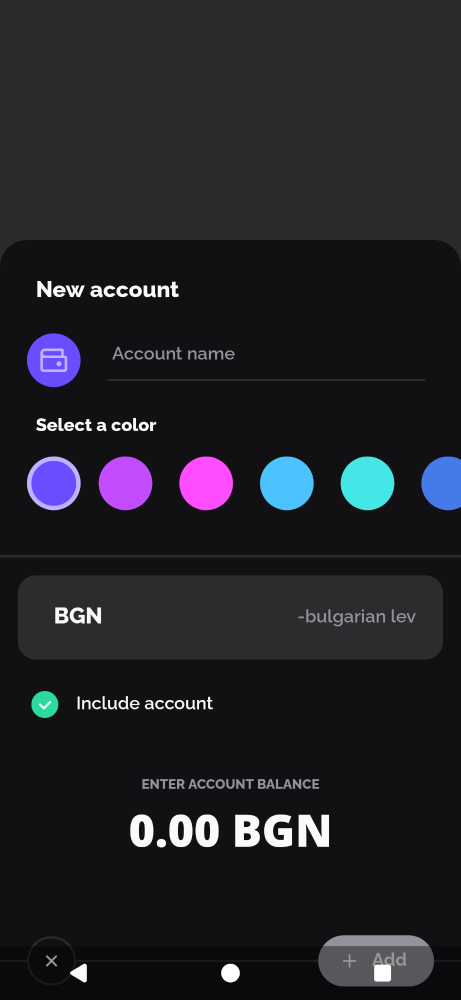 New account
Account name
Select a color
BGN
-bulgarian lev
Include account
ENTER ACCOUNT BALANCE
0.00 BGN
Add